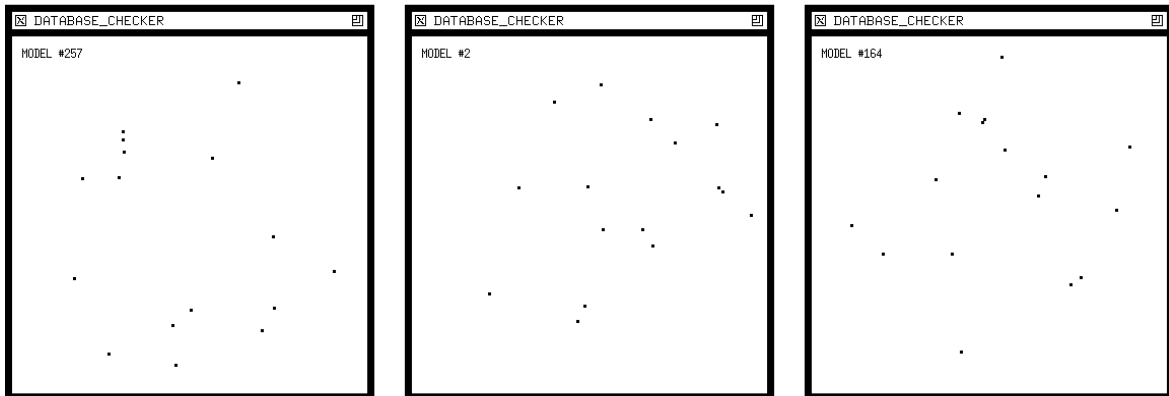 DATABASE_CHECKER
MODEL #257
DATABASE_CHECKER
MODEL #2
DATABASE_CHECKER
MODEL #164